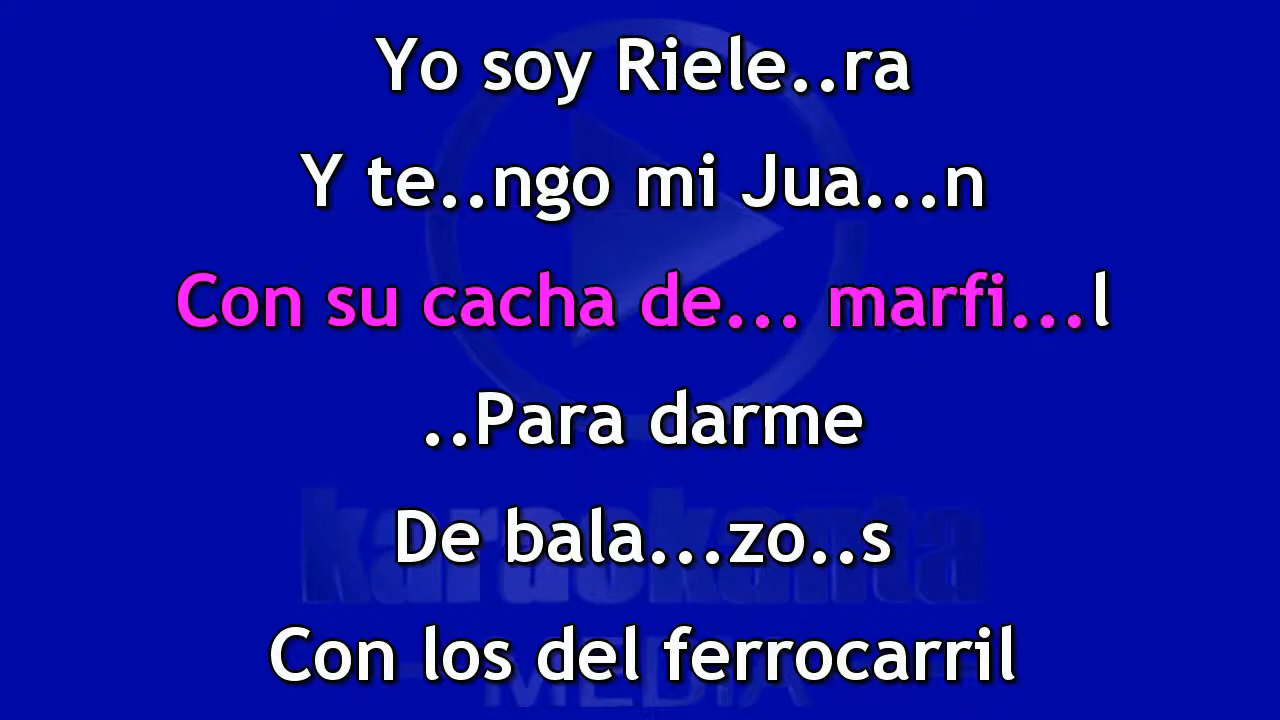 Yo soy Riele..ra
Y te..ngo mi Jua...n
Con su cacha de... marfi...l
..Para darme
De bala...zo..s
karaokanta
Con los del ferrocarril
MEDIA